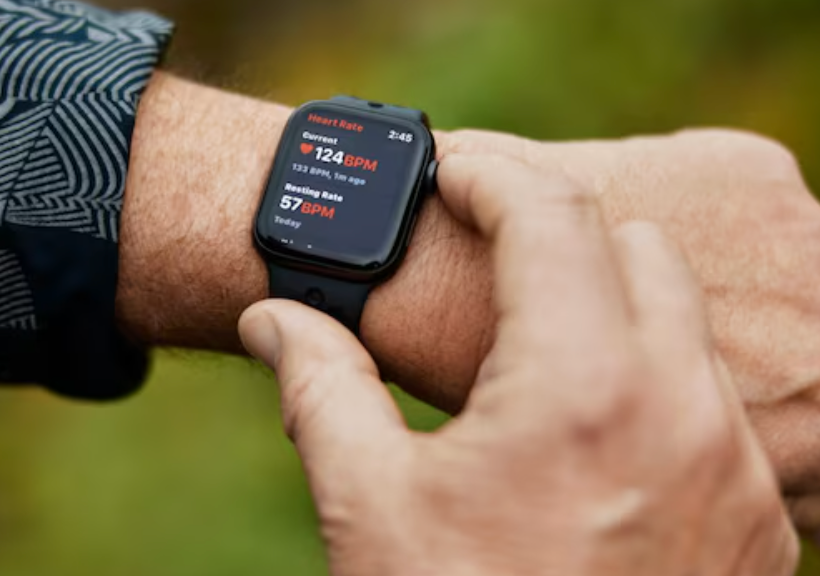 Heart Rate
2:45
Current
124BPM
133 BPM, 1m ago
Resting Rate
57BPM
Today